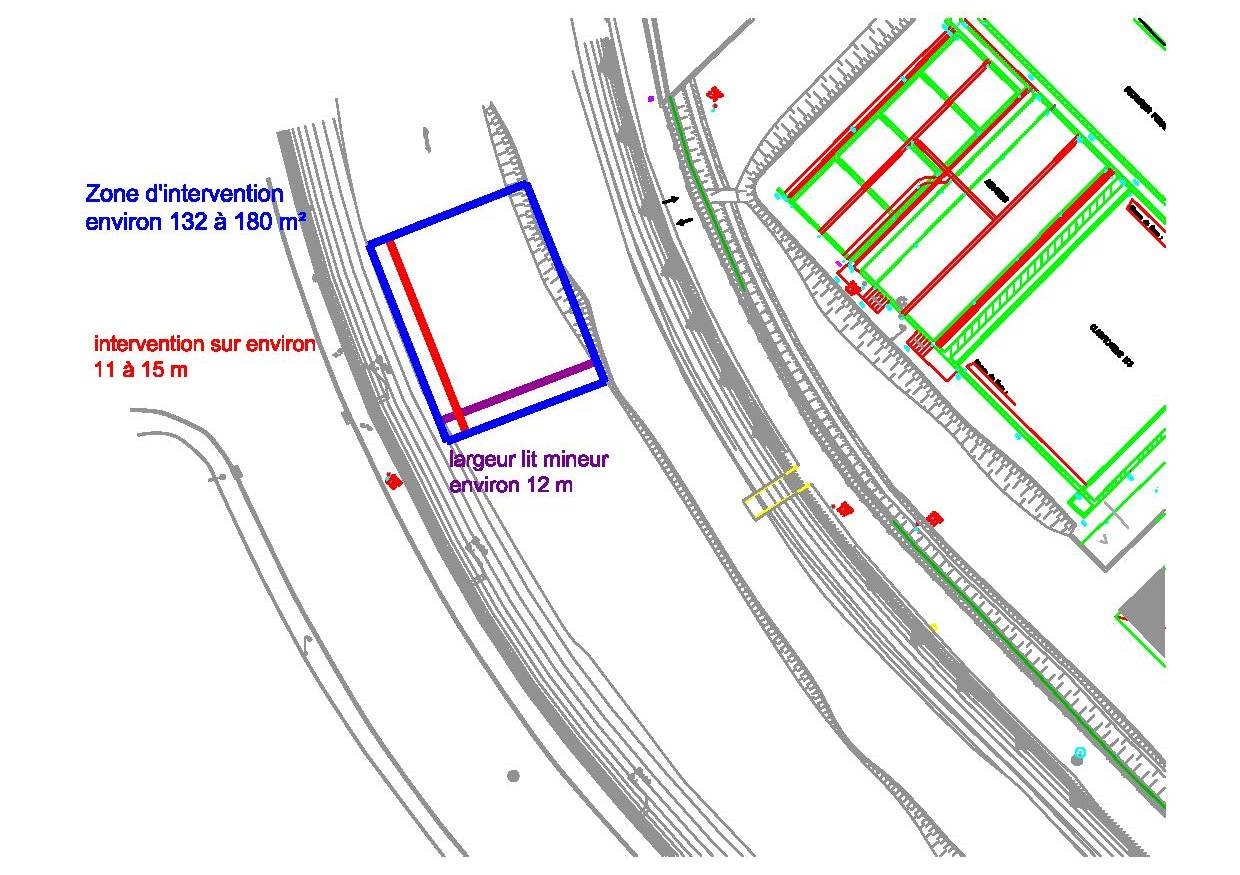 Zone d'intervention
environ 132 à 180 m²
intervention sur environ
11 à 15 m
largeur lit mineur
environ 12 m